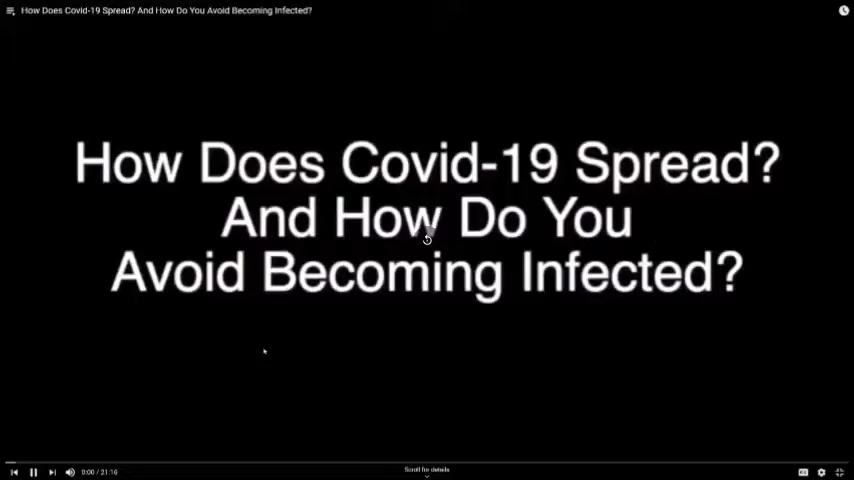 How Does Covid-19 Spread? And How Do You Avoid Becoming Infected?
How Does Covid-19 Spread?
And How Do You
Avoid Becoming Infected?
Scroll for details
0:00 / 21:16